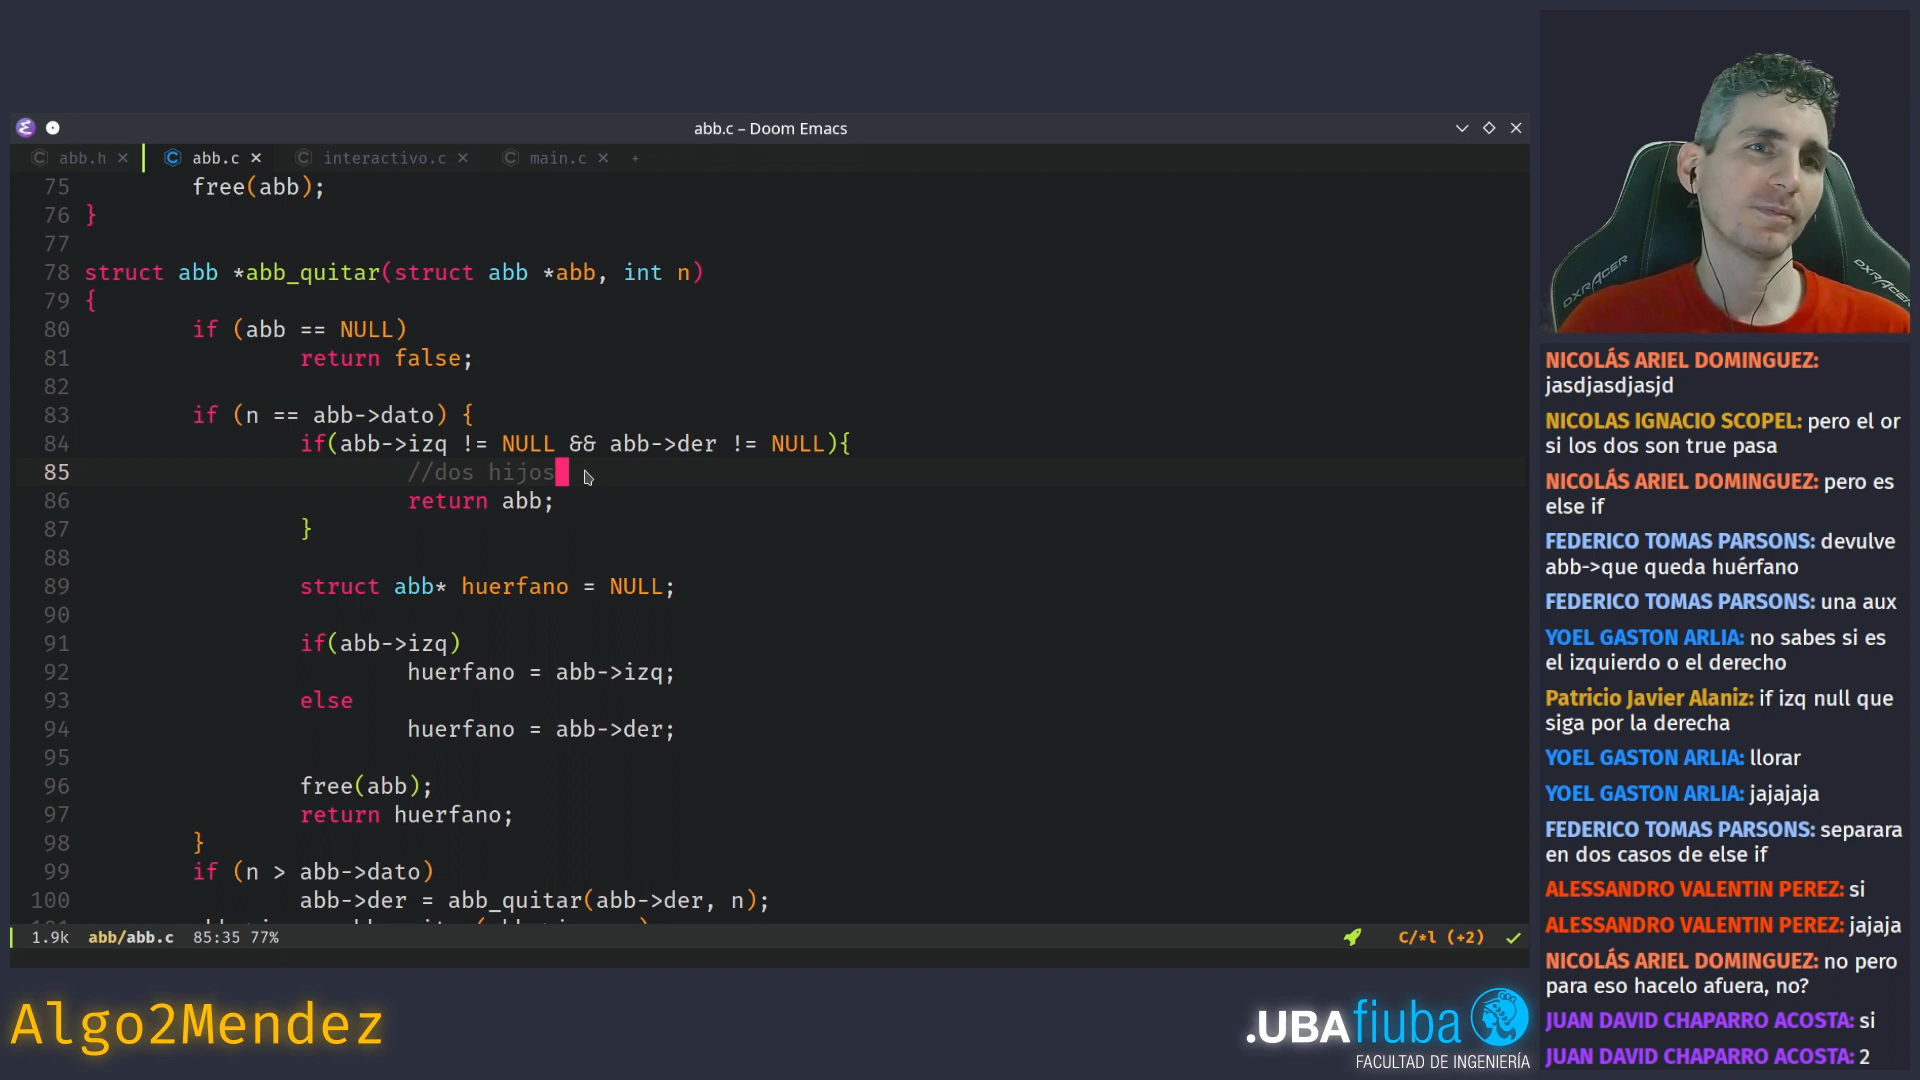 abb.c – Doom Emacs
abb.h
abb.c
interactivo.c
main.c
75 free(abb);
76 }
77
78 struct abb *abb_quitar(struct abb *abb, int n)
79 {
80 if (abb == NULL)
81 return false;
82
83 if (n == abb->dato) {
84 if(abb->izq != NULL && abb->der != NULL){
85 //dos hijos
86 return abb;
87 }
88
89 struct abb* huerfano = NULL;
90
91 if(abb->izq)
92 huerfano = abb->izq;
93 else
94 huerfano = abb->der;
95
96 free(abb);
97 return huerfano;
98 }
99 if (n > abb->dato)
100 abb->der = abb_quitar(abb->der, n);
1.9k abb/abb.c 85:35 77% C/*l (+2)
Algo2Mendez
.UBAfiuba
FACULTAD DE INGENIERÍA
DXRACER
DXRACER
NICOLÁS ARIEL DOMINGUEZ:
jasdjasdjasjd
NICOLAS IGNACIO SCOPEL: pero el or
si los dos son true pasa
NICOLÁS ARIEL DOMINGUEZ: pero es
else if
FEDERICO TOMAS PARSONS: devulve
abb->que queda huérfano
FEDERICO TOMAS PARSONS: una aux
YOEL GASTON ARLIA: no sabes si es
el izquierdo o el derecho
Patricio Javier Alaniz: if izq null que
siga por la derecha
YOEL GASTON ARLIA: llorar
YOEL GASTON ARLIA: jajajaja
FEDERICO TOMAS PARSONS: separara
en dos casos de else if
ALESSANDRO VALENTIN PEREZ: si
ALESSANDRO VALENTIN PEREZ: jajaja
NICOLÁS ARIEL DOMINGUEZ: no pero
para eso hacelo afuera, no?
JUAN DAVID CHAPARRO ACOSTA: si
JUAN DAVID CHAPARRO ACOSTA: 2